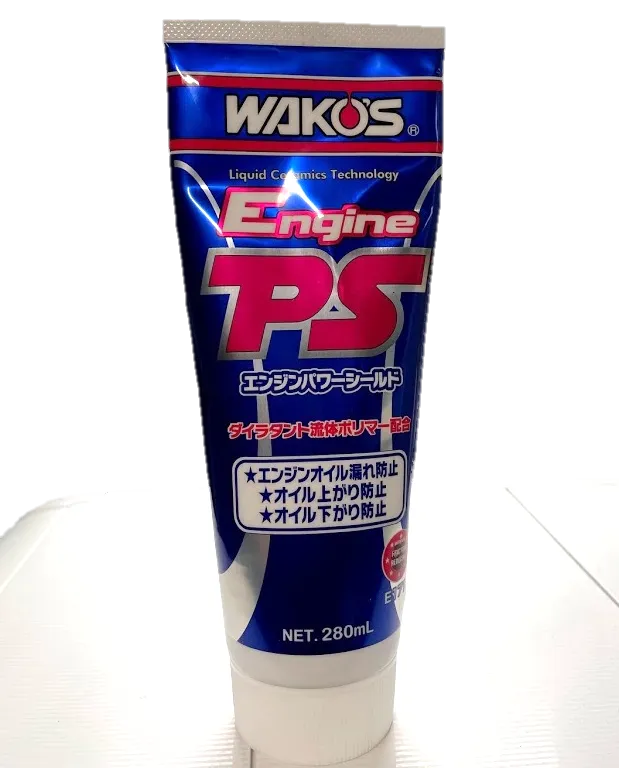 WAKO'S®
Liquid Ceramics Technology
Engine
PS
エンジンパワーシールド
ダイラタント流体ポリマー配合
★エンジンオイル漏れ防止
★オイル上がり防止
★オイル下がり防止
NET. 280mL